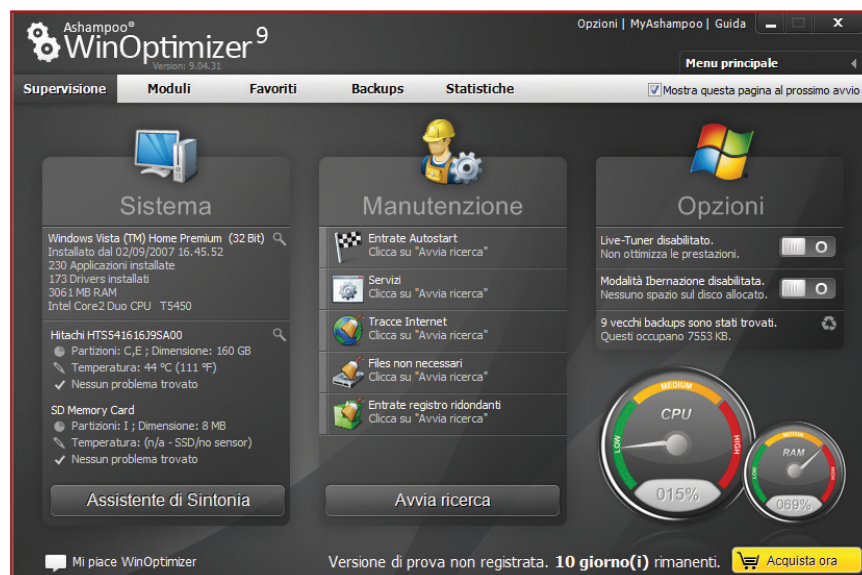 Ashampoo®
WinOptimizer 9
Version: 9.04.31
Opzioni | MyAshampoo | Guida
X
Menu principale
Supervisione Moduli Favoriti Backups Statistiche
Mostra questa pagina al prossimo avvio
Sistema
Windows Vista (TM) Home Premium (32 Bit)
Installato dal 02/09/2007 16.45.52
230 Applicazioni installate
173 Drivers installati
3061 MB RAM
Intel Core2 Duo CPU T5450
Hitachi HTS541616J9SA00
Partizioni: C,E ; Dimensione: 160 GB
Temperatura: 44 °C (111 °F)
Nessun problema trovato
SD Memory Card
Partizioni: I ; Dimensione: 8 MB
Temperatura: (n/a - SSD/no sensor)
Nessun problema trovato
Assistente di Sintonia
Manutenzione
Entrate Autostart
Clicca su "Avvia ricerca"
Servizi
Clicca su "Avvia ricerca"
Tracce Internet
Clicca su "Avvia ricerca"
Files non necessari
Clicca su "Avvia ricerca"
Entrate registro ridondanti
Clicca su "Avvia ricerca"
Avvia ricerca
Opzioni
Live-Tuner disabilitato.
Non ottimizza le prestazioni.
O
Modalità Ibernazione disabilitata.
Nessuno spazio sul disco allocato.
O
9 vecchi backups sono stati trovati.
Questi occupano 7553 KB.
LOW MEDIUM HIGH
CPU
015%
LOW MEDIUM HIGH
RAM
069%
Mi piace WinOptimizer
Versione di prova non registrata. 10 giorno(i) rimanenti.
Acquista ora